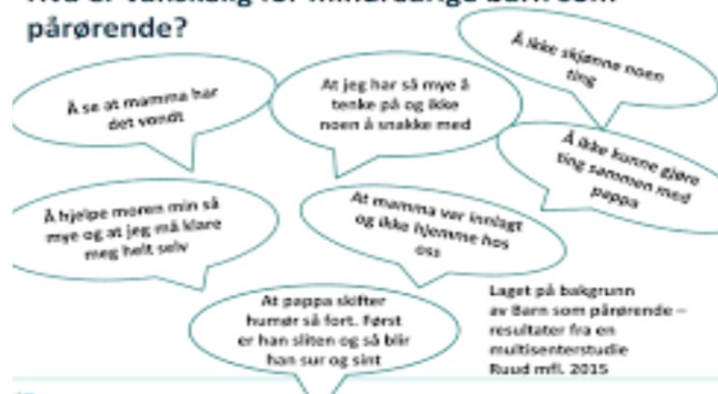 pårørende?
Å se at mamma har
det vondt
At jeg har så mye å
tenke på og ikke
noen å snakke med
Å ikke skjønne noen
ting
Å ikke kunne gjøre
ting sammen med
pappa
Å hjelpe moren min så
mye og at jeg må klare
meg helt selv
At mamma var innlagt
og ikke hjemme hos
oss
At pappa skifter
humør så fort. Først
er han sliten og så blir
han sur og sint
Laget på bakgrunn
av Barn som pårørende –
resultater fra en
multisenterstudie
Ruud mfl. 2015